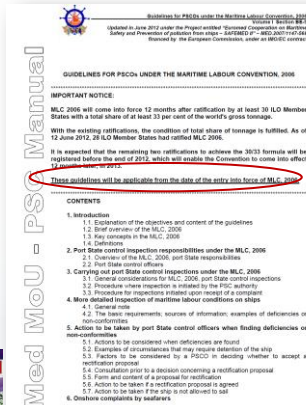 Guidelines for PSCOs under the Maritime Labour Convention, 2006
Volume I Section
Updated in June 2012 under the Project entitled "Euromed Cooperation on Maritime
Safety and Prevention of pollution from ships – SAFEMED II" –
financed by the European Commission, under an IMO/EC contract
GUIDELINES FOR PSCOs UNDER THE MARITIME LABOUR CONVENTION, 2006
IMPORTANT NOTICE:
MLC 2006 will come into force 12 months after ratification by at least 30 ILO Member
States with a total share of at least 33 per cent of the world's gross tonnage.
With the existing ratifications, the condition of total share of tonnage is fulfilled. As of
12 June 2012, 28 ILO Member States had ratified MLC 2006.
It is expected that the remaining two ratifications to achieve the 30/33 formula will be
registered before the end of 2012, which will enable the Convention to come into effect
12 months later, in 2013.
These guidelines will be applicable from the date of the entry into force of MLC, 2006
CONTENTS
1. Introduction
1.1. Explanation of the objectives and content of the guidelines
1.2. Brief overview of the MLC, 2006
1.3. Key concepts in the MLC, 2006
1.4. Definitions
2. Port State control inspection responsibilities under the MLC, 2006
2.1. Overview of the MLC, 2006, port State responsibilities
2.2. Port State control officers
3. Carrying out port State control inspections under the MLC, 2006
3.1. General considerations for MLC, 2006, port State control inspections
3.2. Procedure where inspection is initiated by the PSC authority
3.3. Procedure for inspections initiated upon receipt of a complaint
4. More detailed inspection of maritime labour conditions on ships
4.1. General note
4.2. The basic requirements; sources of information; examples of deficiencies or
non-conformities
5. Action to be taken by port State control officers when finding deficiencies or
non-conformities
5.1. Actions to be considered when deficiencies are found
5.2. Examples of circumstances that may require detention of the ship
5.3. Factors to be considered by a PSCO in deciding whether to accept a
rectification proposal
5.4. Consultation prior to a decision concerning a rectification proposal
5.5. Form and content of a proposal for rectification
5.6. Action to be taken if a rectification proposal is agreed
5.7. Action to be taken if the ship is not allowed to sail
6. Onshore complaints by seafarers
Med MoU - PSC Manual